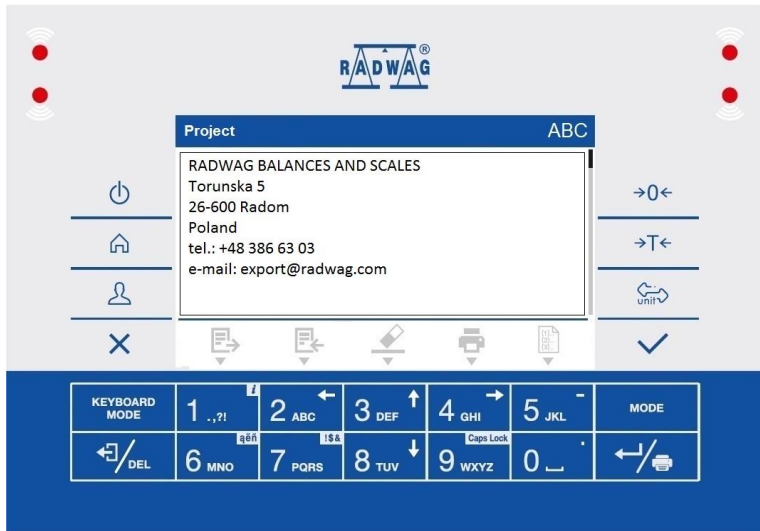 RADWAG®
Project ABC
RADWAG BALANCES AND SCALES
Torunska 5
26-600 Radom
Poland
tel.: +48 386 63 03
e-mail: export@radwag.com
→0←
→T←
unit
KEYBOARD MODE
1 .,?! i
2 ABC
3 DEF
4 GHI
5 JKL -
MODE
DEL
6 MNO ąëñ
7 PQRS !$&
8 TUV
9 WXYZ Caps Lock
0 .